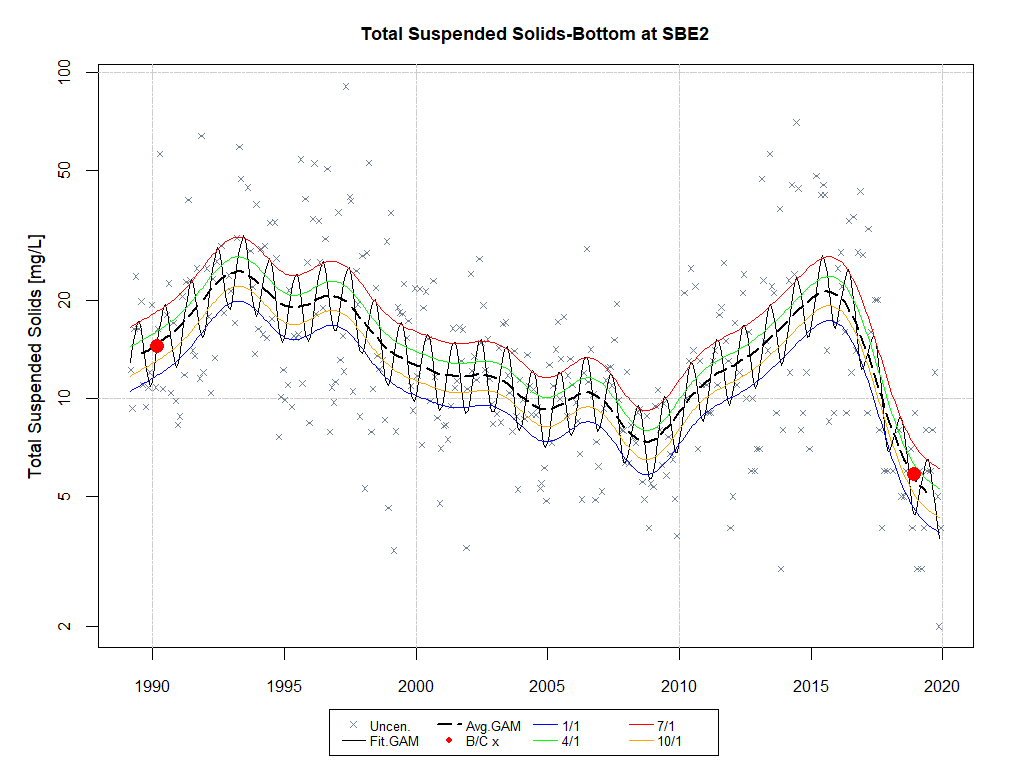 Total Suspended Solids-Bottom at SBE2
Total Suspended Solids [mg/L]
100
50
20
10
5
2
1990 1995 2000 2005 2010 2015 2020
Uncen. Avg.GAM 1/1 7/1
Fit.GAM B/C x 4/1 10/1